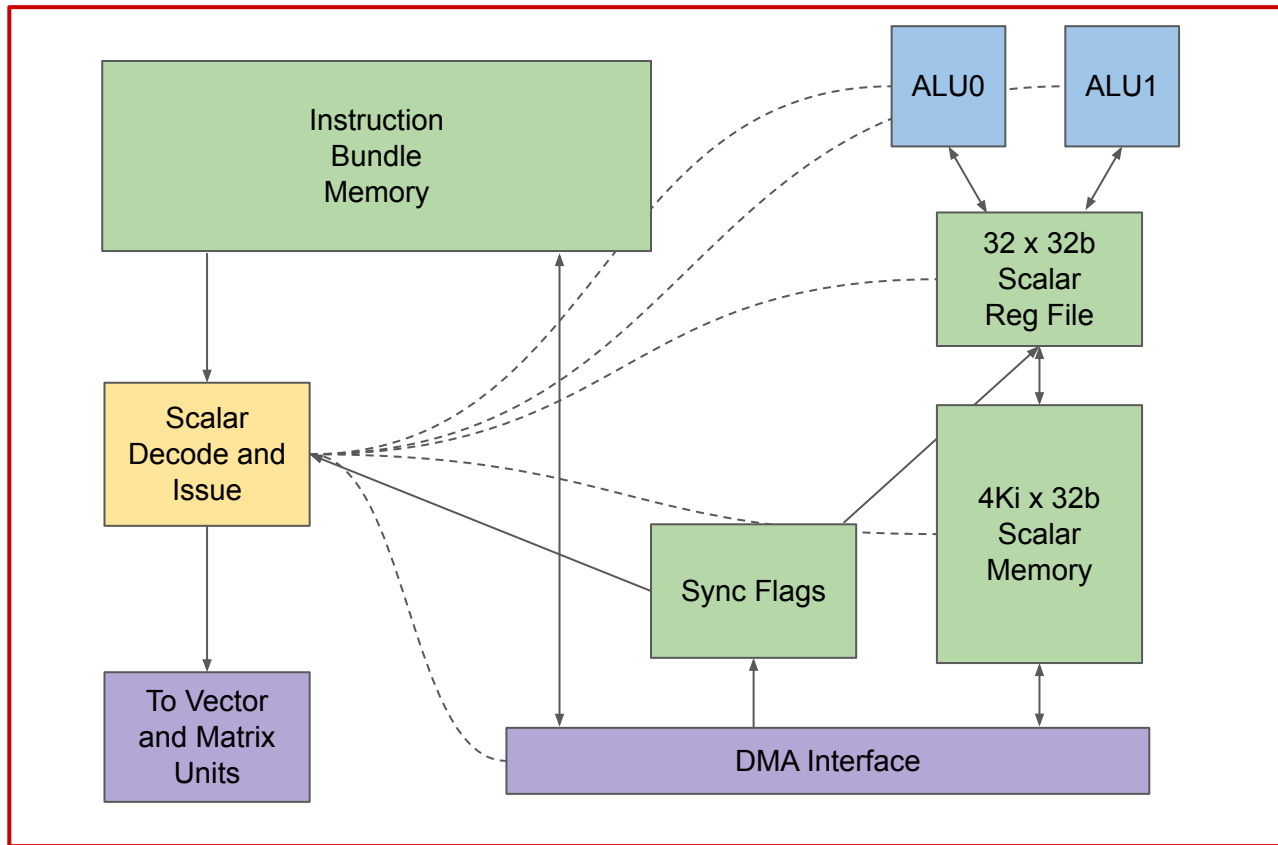 Instruction
Bundle
Memory
ALU0
ALU1
32 x 32b
Scalar
Reg File
Scalar
Decode and
Issue
4Ki x 32b
Scalar
Memory
Sync Flags
To Vector
and Matrix
Units
DMA Interface